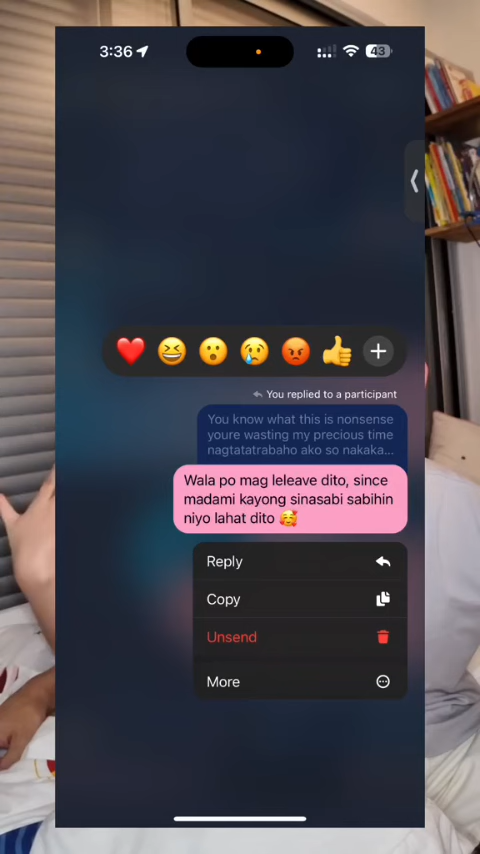 3:36
43
You replied to a participant
You know what this is nonsense
youre wasting my precious time
nagtatatrabaho ako so nakaka...
Wala po mag leleave dito, since
madami kayong sinasabi sabihin
niyo lahat dito 🥰
Reply
Copy
Unsend
More